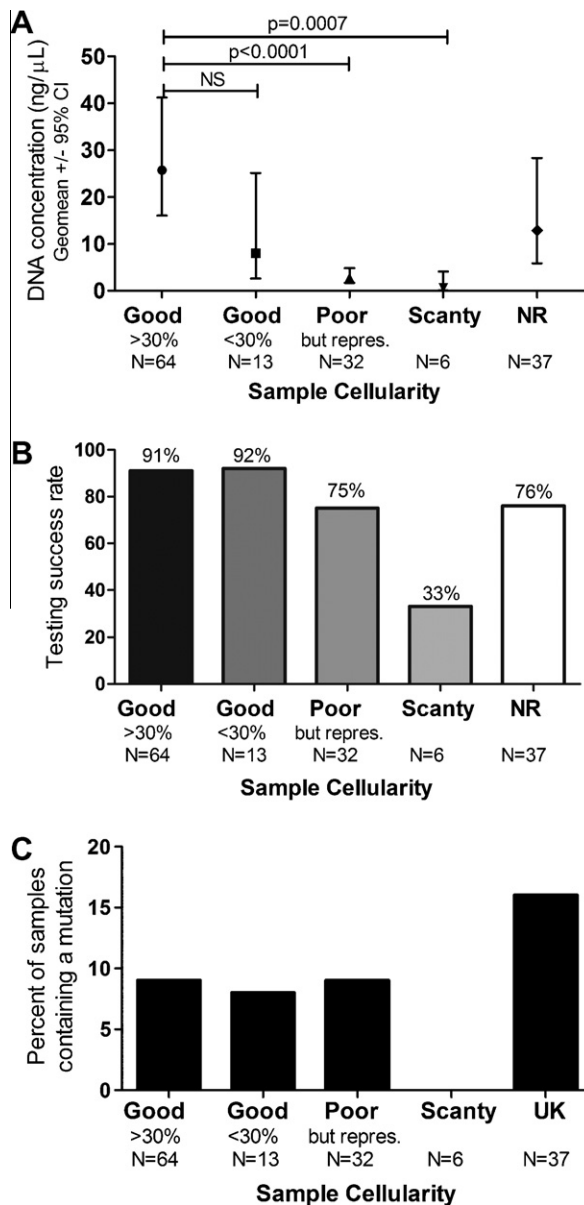 A
p=0.0007
p<0.0001
NS
DNA concentration (ng/µL)
Geomean +/- 95% CI
50
40
30
20
10
0
Good Good Poor Scanty NR
>30% <30% but repres.
N=64 N=13 N=32 N=6 N=37
Sample Cellularity
B
Testing success rate
100
80
60
40
20
0
91% 92% 75% 33% 76%
Good Good Poor Scanty NR
>30% <30% but repres.
N=64 N=13 N=32 N=6 N=37
Sample Cellularity
C
Percent of samples
containing a mutation
20
15
10
5
0
Good Good Poor Scanty UK
>30% <30% but repres.
N=64 N=13 N=32 N=6 N=37
Sample Cellularity